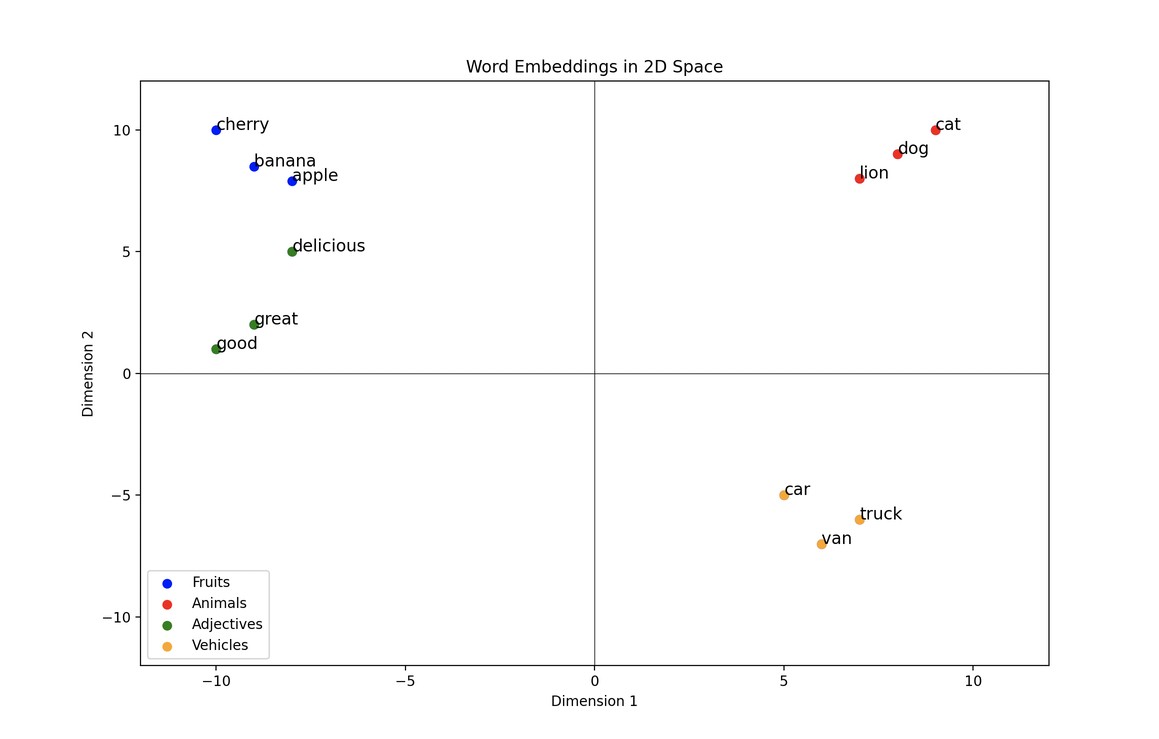 Word Embeddings in 2D Space
cherry
banana
apple
delicious
great
good
cat
dog
lion
car
truck
van
10
5
0
−5
−10
Dimension 2
Fruits
Animals
Adjectives
Vehicles
−10
−5
0
5
10
Dimension 1